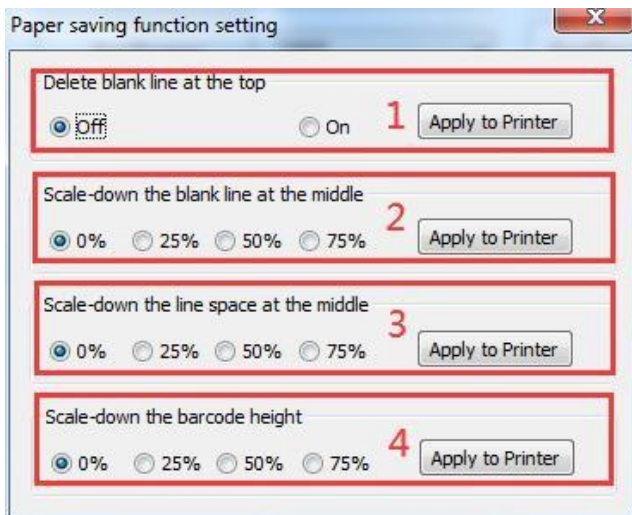 Paper saving function setting
Delete blank line at the top
Off On 1 Apply to Printer
Scale-down the blank line at the middle
0% 25% 50% 75% 2 Apply to Printer
Scale-down the line space at the middle
0% 25% 50% 75% 3 Apply to Printer
Scale-down the barcode height
0% 25% 50% 75% 4 Apply to Printer